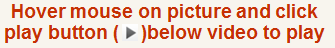 Hover mouse on picture and click
play button ( ▶ )below video to play